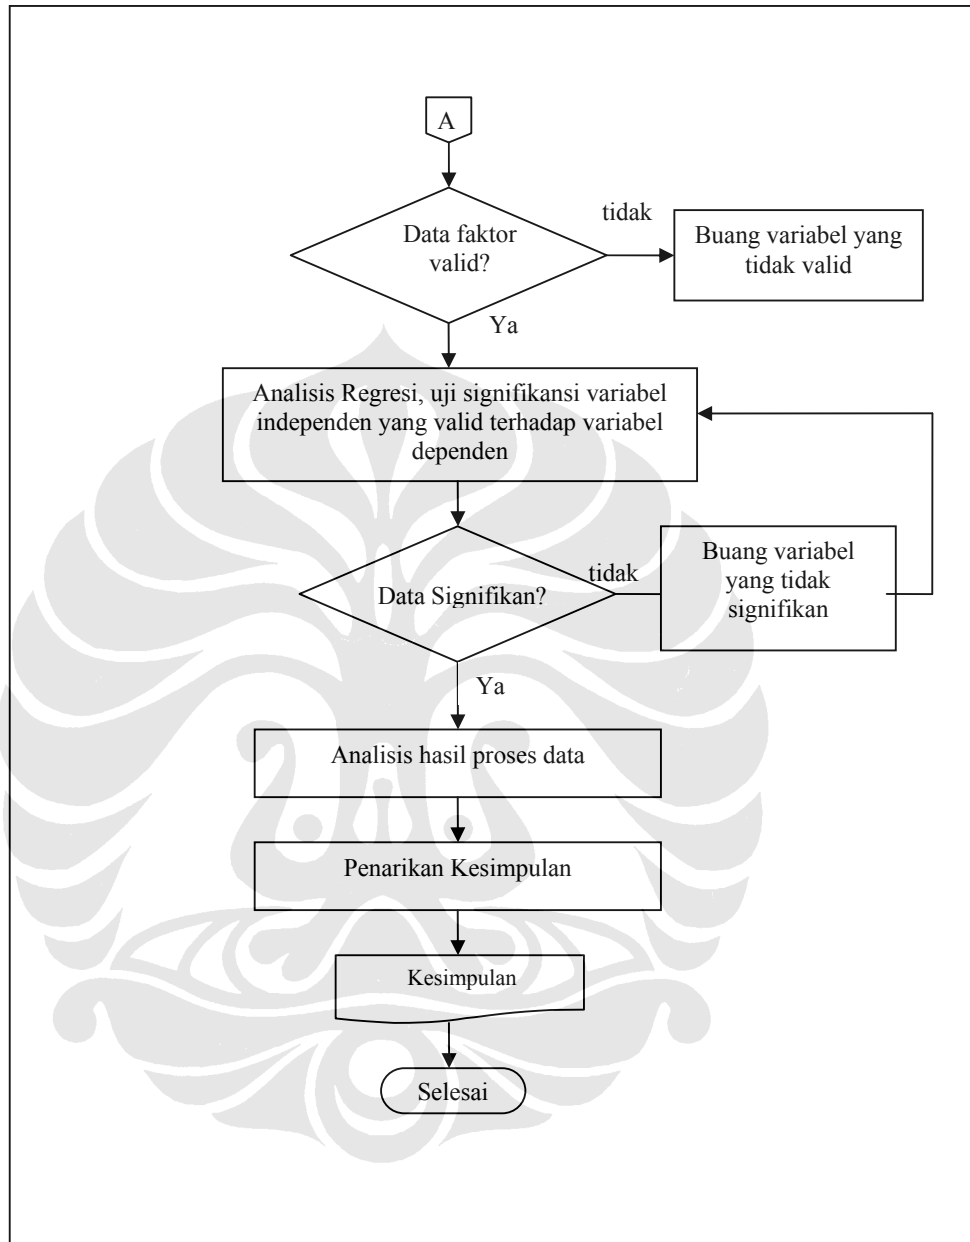 A
Data faktor
valid?
tidak
Buang variabel yang
tidak valid
Ya
Analisis Regresi, uji signifikansi variabel
independen yang valid terhadap variabel
dependen
Data Signifikan?
tidak
Buang variabel
yang tidak
signifikan
Ya
Analisis hasil proses data
Penarikan Kesimpulan
Kesimpulan
Selesai